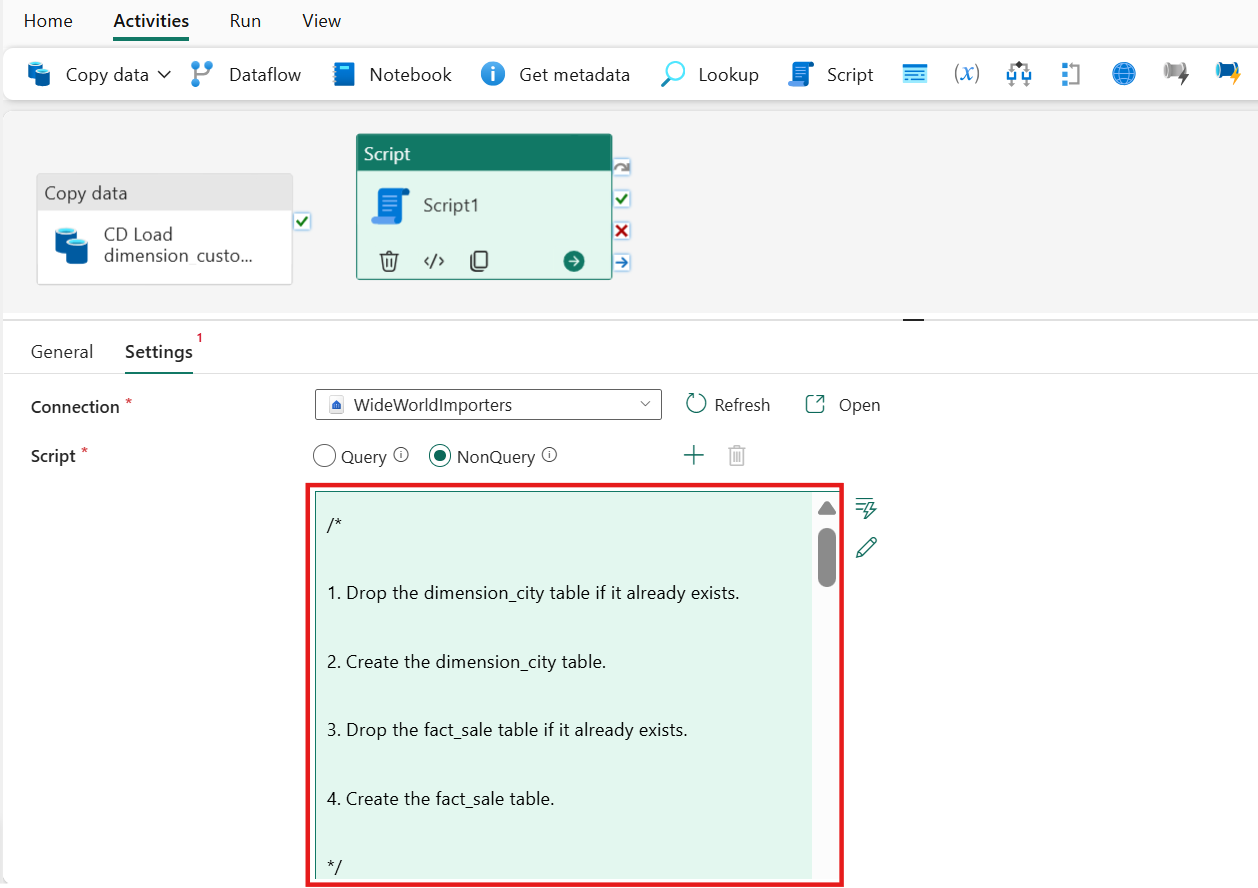 Home Activities Run View
Copy data Dataflow Notebook Get metadata Lookup Script (x)
Script
Copy data
Script1
CD Load
dimension_custo...
General Settings 1
Connection * WideWorldImporters Refresh Open
Script * Query NonQuery
/*
1. Drop the dimension_city table if it already exists.
2. Create the dimension_city table.
3. Drop the fact_sale table if it already exists.
4. Create the fact_sale table.
*/